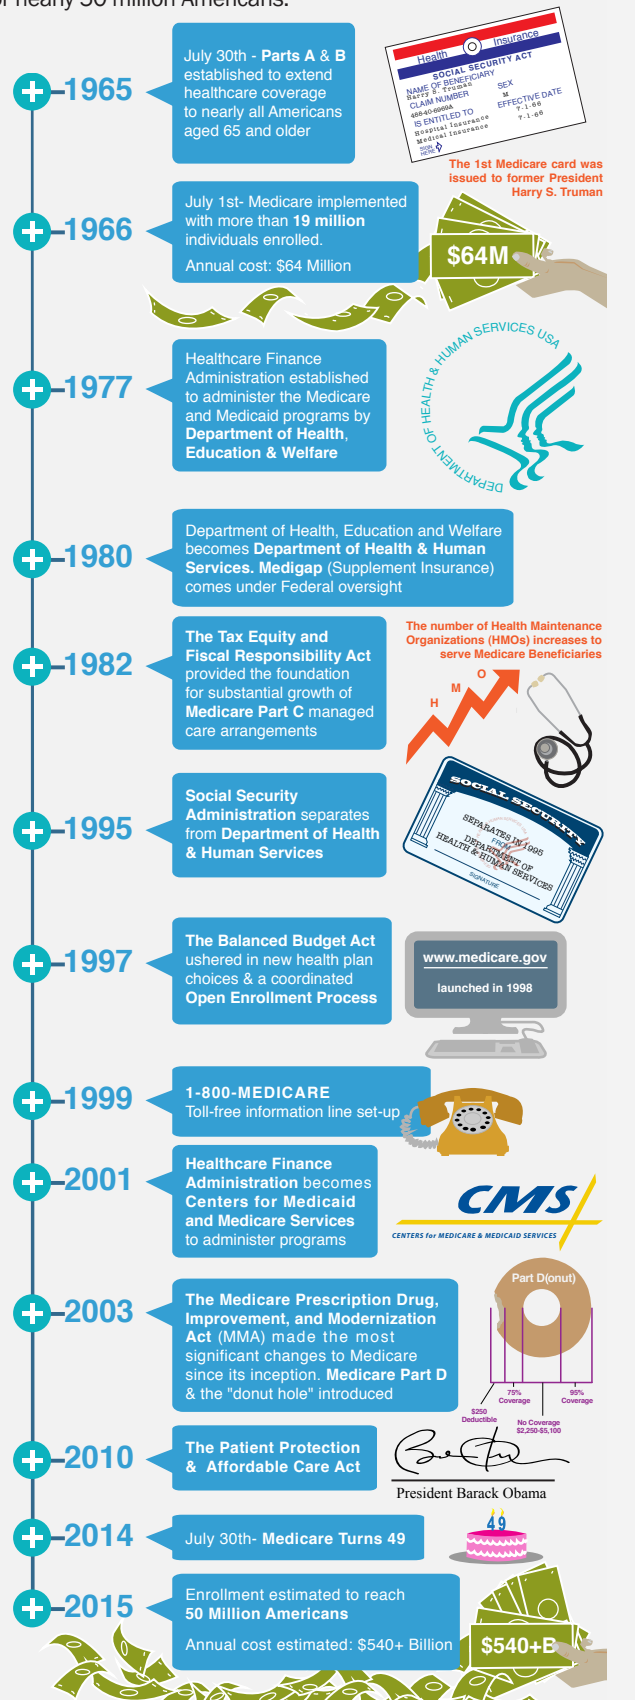 or nearly 50 million Americans.
1965
July 30th - Parts A & B
established to extend
healthcare coverage
to nearly all Americans
aged 65 and older
Health Insurance
SOCIAL SECURITY ACT
NAME OF BENEFICIARY
Harry S. Truman
CLAIM NUMBER
SEX
M
IS ENTITLED TO
EFFECTIVE DATE
Hospital Insurance
7-1-66
Medical Insurance
7-1-66
SIGN
HERE
The 1st Medicare card was
issued to former President
Harry S. Truman
1966
July 1st- Medicare implemented
with more than 19 million
individuals enrolled.
Annual cost: $64 Million
$64M
1977
Healthcare Finance
Administration established
to administer the Medicare
and Medicaid programs by
Department of Health,
Education & Welfare
DEPARTMENT OF HEALTH & HUMAN SERVICES USA
1980
Department of Health, Education and Welfare
becomes Department of Health & Human
Services. Medigap (Supplement Insurance)
comes under Federal oversight
1982
The Tax Equity and
Fiscal Responsibility Act
provided the foundation
for substantial growth of
Medicare Part C managed
care arrangements
The number of Health Maintenance
Organizations (HMOs) increases to
serve Medicare Beneficiaries
H M O
1995
Social Security
Administration separates
from Department of Health
& Human Services
SOCIAL SECURITY
SEPARATES IN 1995
FROM
DEPARTMENT OF
HEALTH & HUMAN SERVICES
SIGNATURE
1997
The Balanced Budget Act
ushered in new health plan
choices & a coordinated
Open Enrollment Process
www.medicare.gov
launched in 1998
1999
1-800-MEDICARE
Toll-free information line set-up
2001
Healthcare Finance
Administration becomes
Centers for Medicaid
and Medicare Services
to administer programs
CMS
CENTERS for MEDICARE & MEDICAID SERVICES
2003
The Medicare Prescription Drug,
Improvement, and Modernization
Act (MMA) made the most
significant changes to Medicare
since its inception. Medicare Part D
& the "donut hole" introduced
Part D(onut)
75%
Coverage
95%
Coverage
$250
Deductible
No Coverage
$2,250-$5,100
2010
The Patient Protection
& Affordable Care Act
President Barack Obama
2014
July 30th- Medicare Turns 49
49
2015
Enrollment estimated to reach
50 Million Americans
Annual cost estimated: $540+ Billion
$540+B